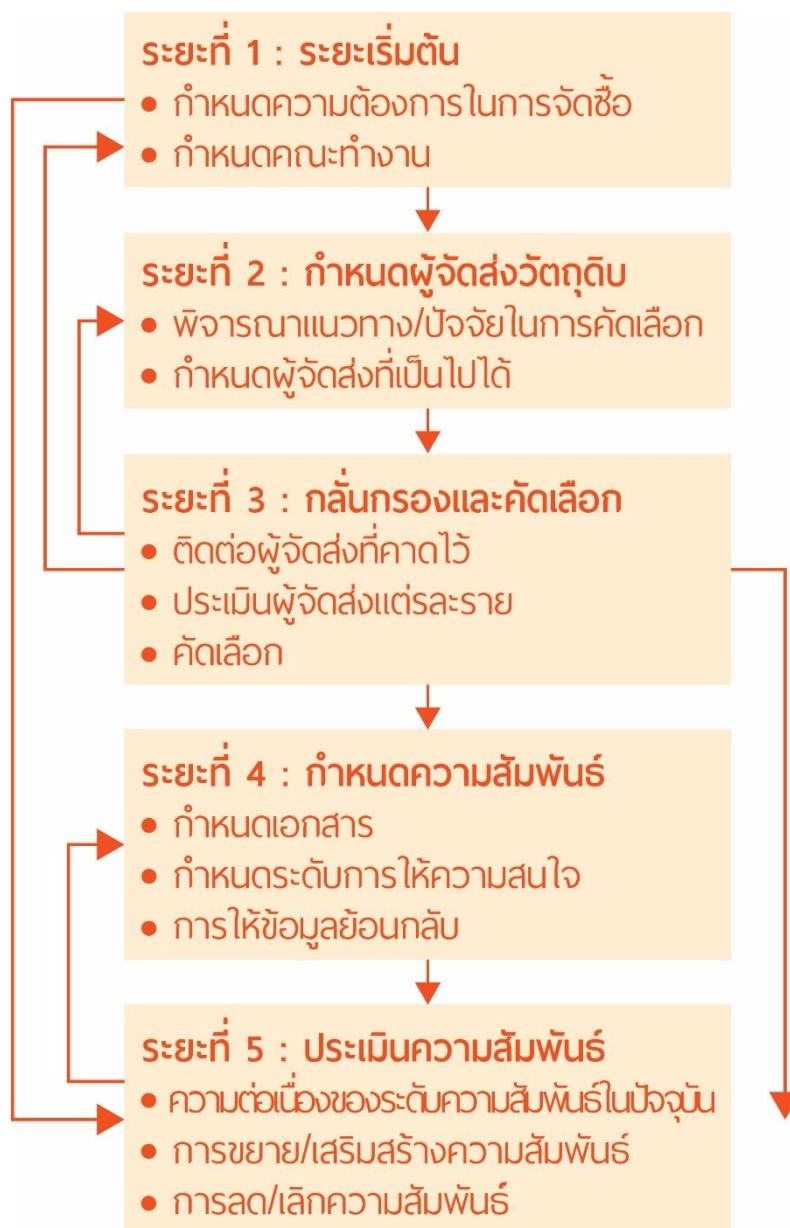 ระยะที่ 1 : ระยะเริ่มต้น
● กำหนดความต้องการในการจัดซื้อ
● กำหนดคณะทำงาน
ระยะที่ 2 : กำหนดผู้จัดส่งวัตถุดิบ
● พิจารณาแนวทาง/ปัจจัยในการคัดเลือก
● กำหนดผู้จัดส่งที่เป็นไปได้
ระยะที่ 3 : กลั่นกรองและคัดเลือก
● ติดต่อผู้จัดส่งที่คาดไว้
● ประเมินผู้จัดส่งแต่รละราย
● คัดเลือก
ระยะที่ 4 : กำหนดความสัมพันธ์
● กำหนดเอกสาร
● กำหนดระดับการให้ความสนใจ
● การให้ข้อมูลย้อนกลับ
ระยะที่ 5 : ประเมินความสัมพันธ์
● ความต่อเนื่องของระดับความสัมพันธ์ในปัจจุบัน
● การขยาย/เสริมสร้างความสัมพันธ์
● การลด/เลิกความสัมพันธ์